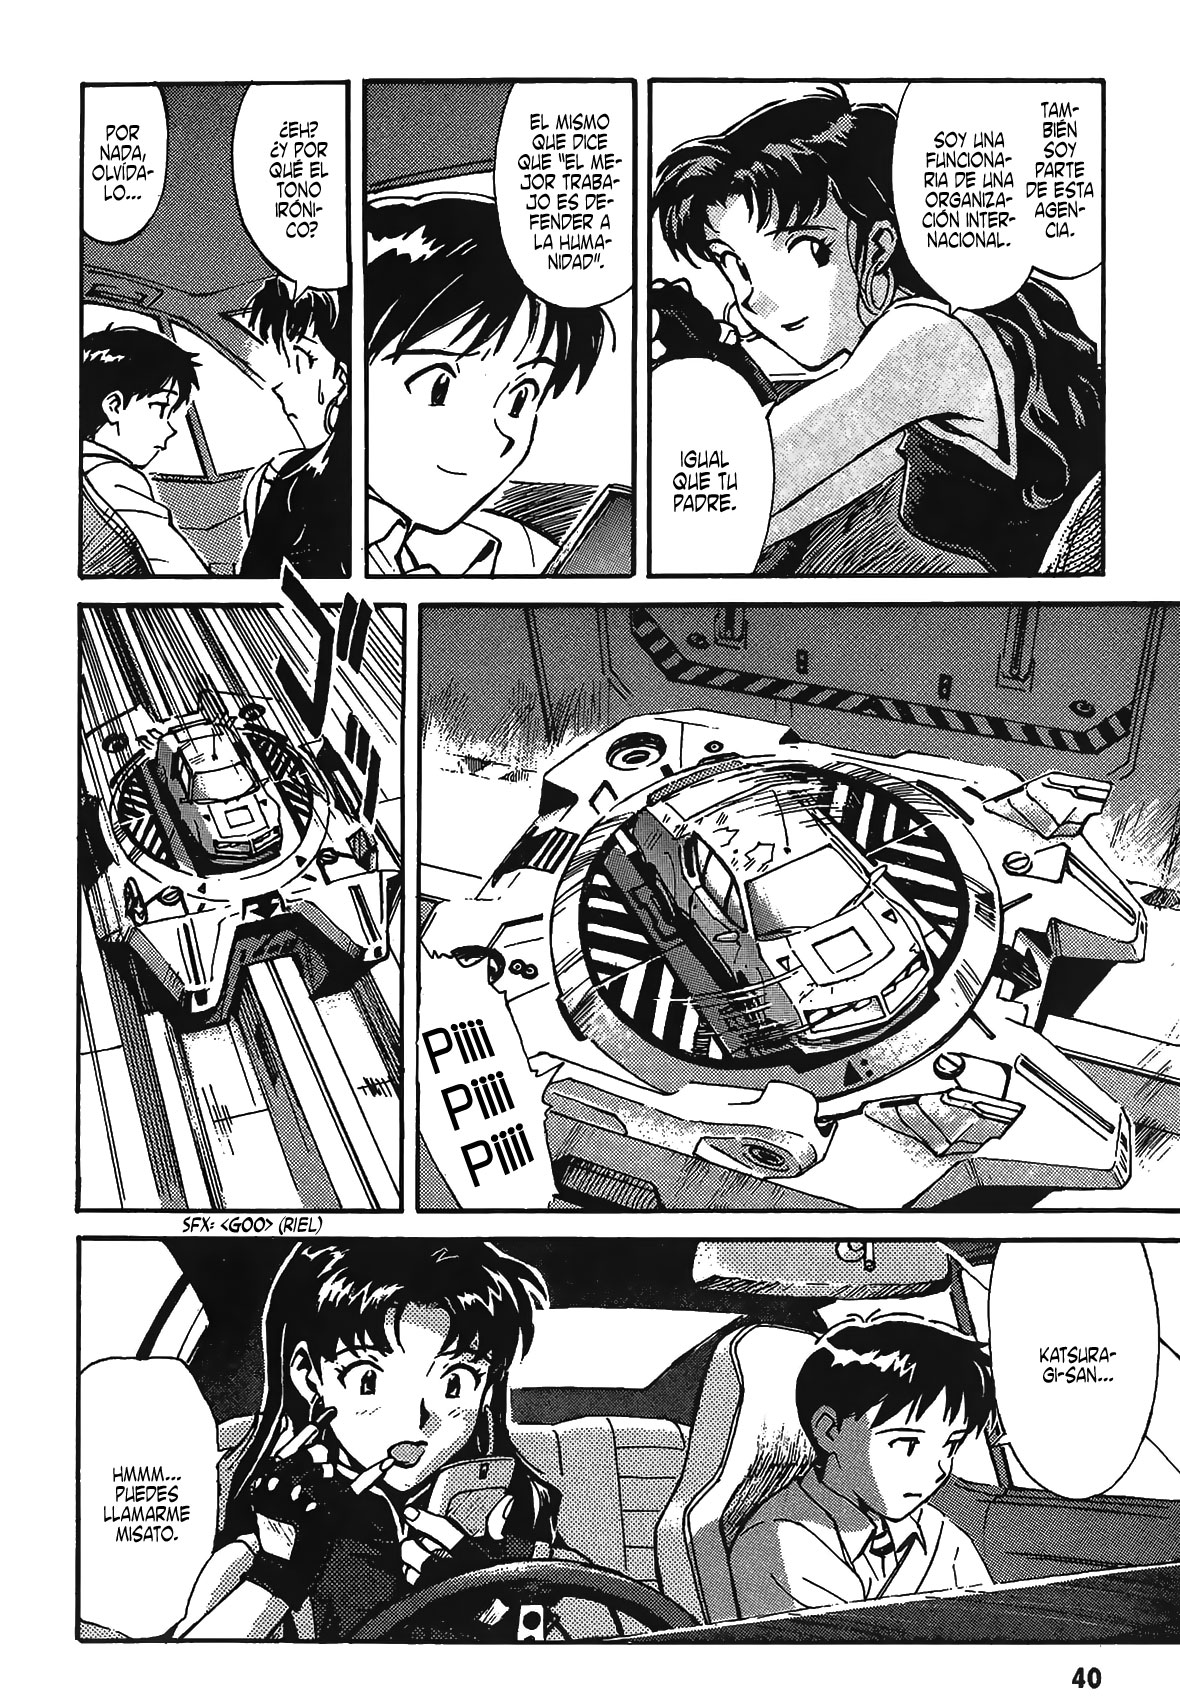 TAM-
BIÉN
SOY
PARTE
DE ESTA
AGEN-
CIA.
SOY UNA
FUNCIONA-
RIA DE UNA
ORGANIZA-
CIÓN INTER-
NACIONAL.
IGUAL
QUE TU
PADRE.
EL MISMO
QUE DICE
QUE "EL ME-
JOR TRABA-
JO ES DE-
FENDER A
LA HUMA-
NIDAD".
¿EH?
¿Y POR
QUÉ EL
TONO
IRÓNI-
CO?
POR
NADA,
OLVÍDA-
LO...
Piiii
Piiii
Piiii
SFX: <GOO> (RIEL)
KATSURA-
GI-SAN...
HMMM...
PUEDES
LLAMARME
MISATO.
40